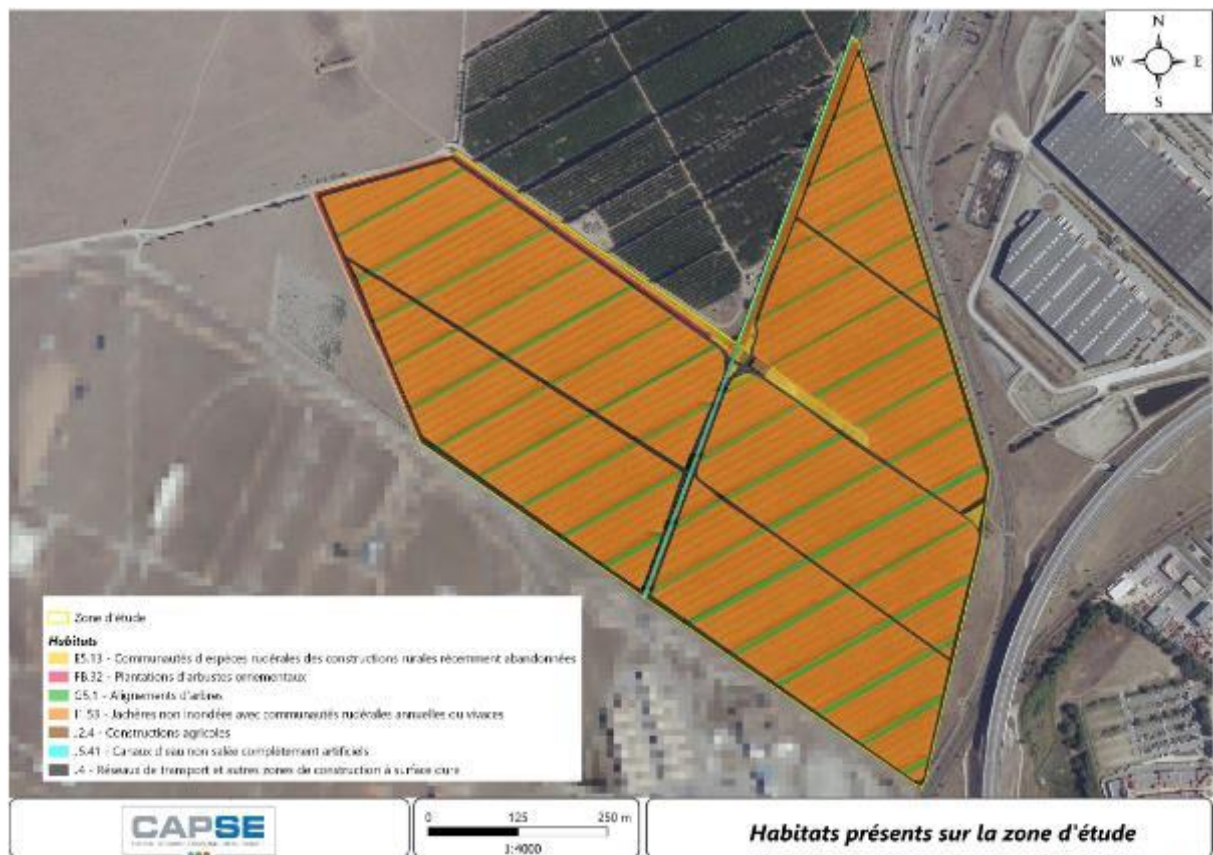 N
W E
S
Zone d'étude
Habitats
E5.13 - Communautés d'espèces rudérales des constructions rurales récemment abandonnées
FB.32 - Plantations d'arbustes ornementaux
G5.1 - Alignements d'arbres
I1.53 - Jachères non inondées avec communautés rudérales annuelles ou vivaces
J2.4 - Constructions agricoles
J5.41 - Canaux d'eau non salée complètement artificiels
J4 - Réseaux de transport et autres zones de construction à surface dure
CAPSE
0 125 250 m
1:4000
Habitats présents sur la zone d'étude